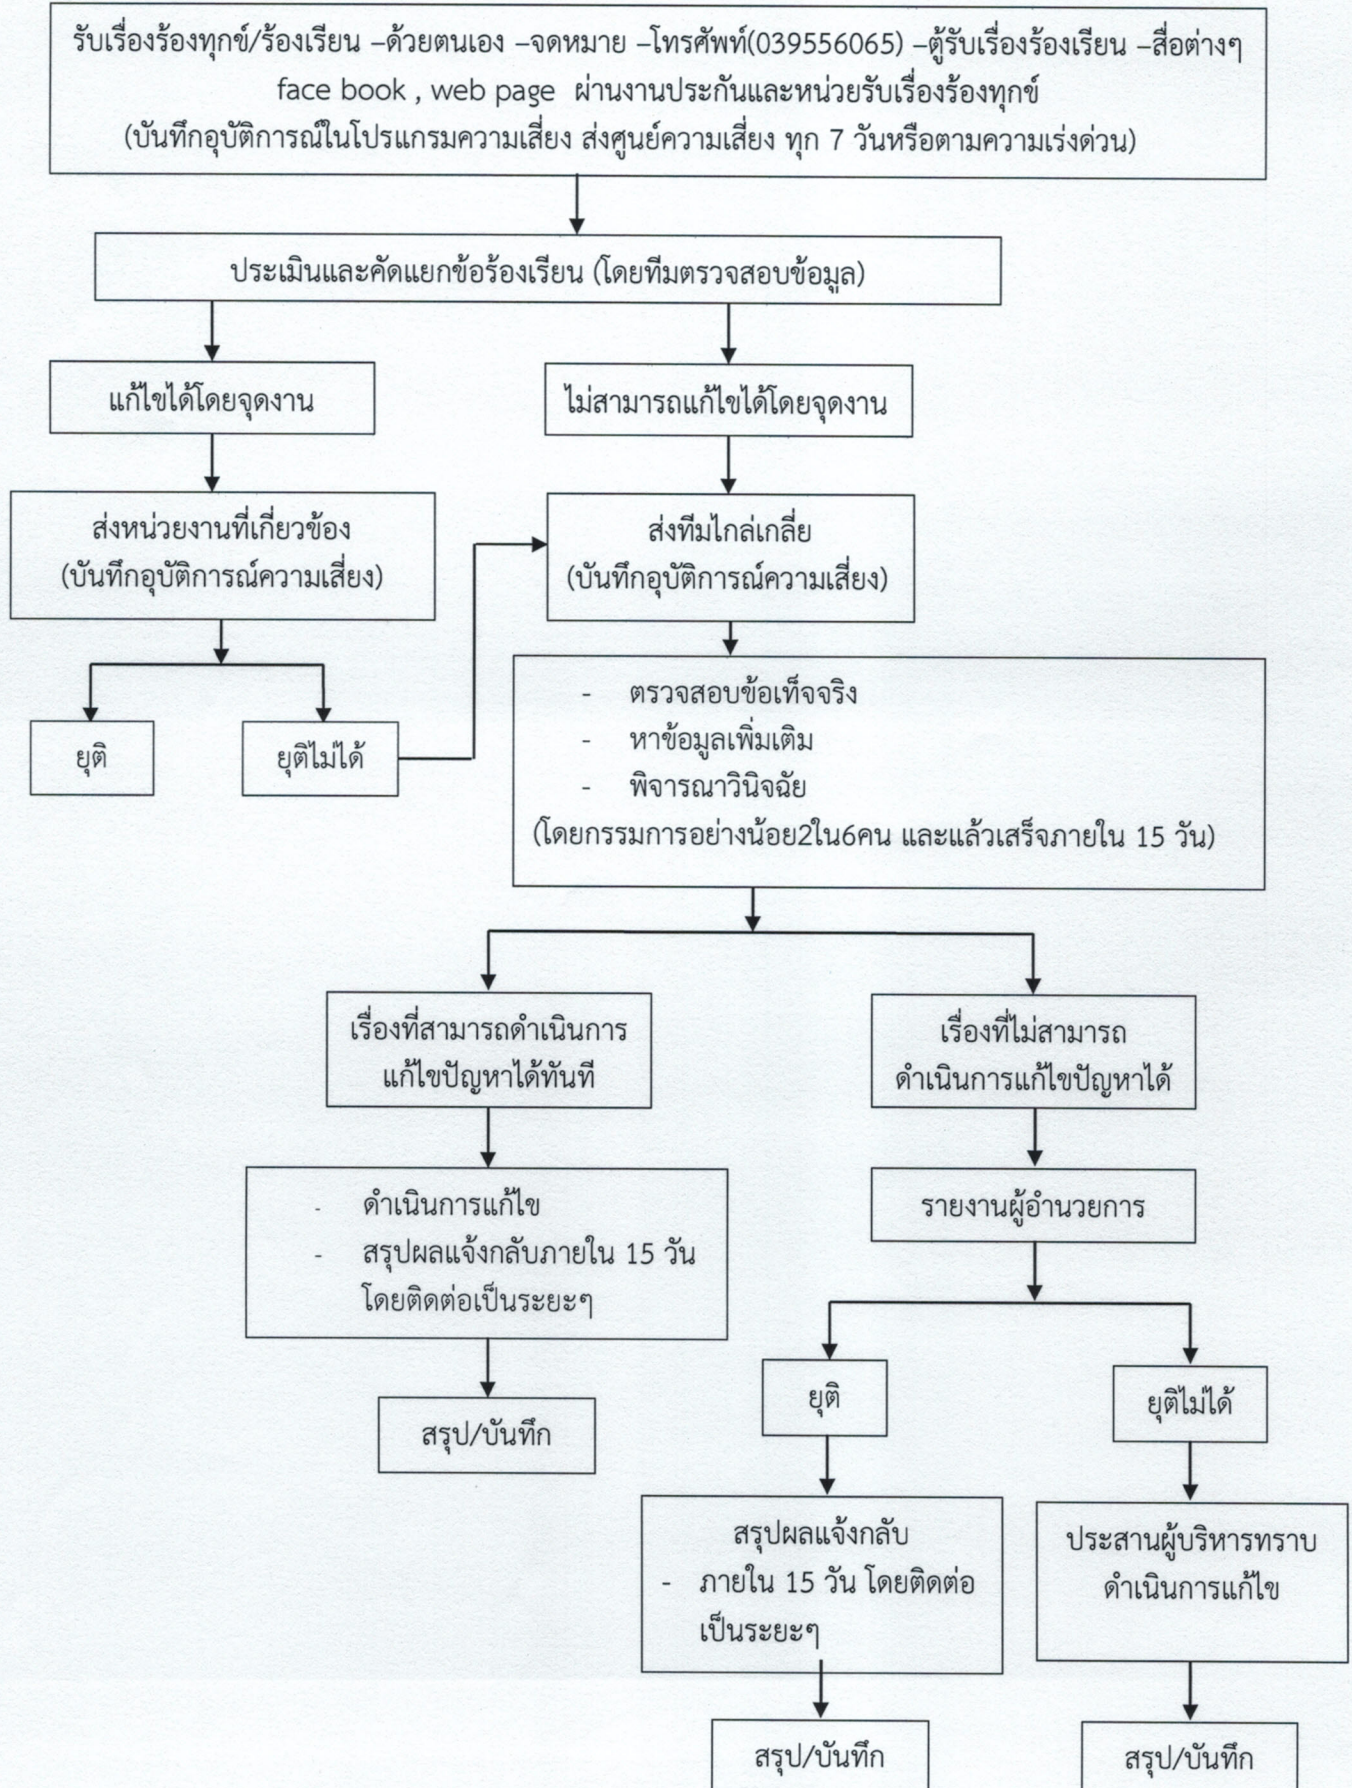 รับเรื่องร้องทุกข์/ร้องเรียน –ด้วยตนเอง –จดหมาย –โทรศัพท์(039556065) –ตู้รับเรื่องร้องเรียน –สื่อต่างๆ
face book , web page ผ่านงานประกันและหน่วยรับเรื่องร้องทุกข์
(บันทึกอุบัติการณ์ในโปรแกรมความเสี่ยง ส่งศูนย์ความเสี่ยง ทุก 7 วันหรือตามความเร่งด่วน)
ประเมินและคัดแยกข้อร้องเรียน (โดยทีมตรวจสอบข้อมูล)
แก้ไขได้โดยจุดงาน
ไม่สามารถแก้ไขได้โดยจุดงาน
ส่งหน่วยงานที่เกี่ยวข้อง
(บันทึกอุบัติการณ์ความเสี่ยง)
ส่งทีมไกล่เกลี่ย
(บันทึกอุบัติการณ์ความเสี่ยง)
ยุติ
ยุติไม่ได้
- ตรวจสอบข้อเท็จจริง
- หาข้อมูลเพิ่มเติม
- พิจารณาวินิจฉัย
(โดยกรรมการอย่างน้อย2ใน6คน และแล้วเสร็จภายใน 15 วัน)
เรื่องที่สามารถดำเนินการ
แก้ไขปัญหาได้ทันที
เรื่องที่ไม่สามารถ
ดำเนินการแก้ไขปัญหาได้
- ดำเนินการแก้ไข
- สรุปผลแจ้งกลับภายใน 15 วัน
โดยติดต่อเป็นระยะๆ
รายงานผู้อำนวยการ
สรุป/บันทึก
ยุติ
ยุติไม่ได้
สรุปผลแจ้งกลับ
- ภายใน 15 วัน โดยติดต่อ
เป็นระยะๆ
ประสานผู้บริหารทราบ
ดำเนินการแก้ไข
สรุป/บันทึก
สรุป/บันทึก